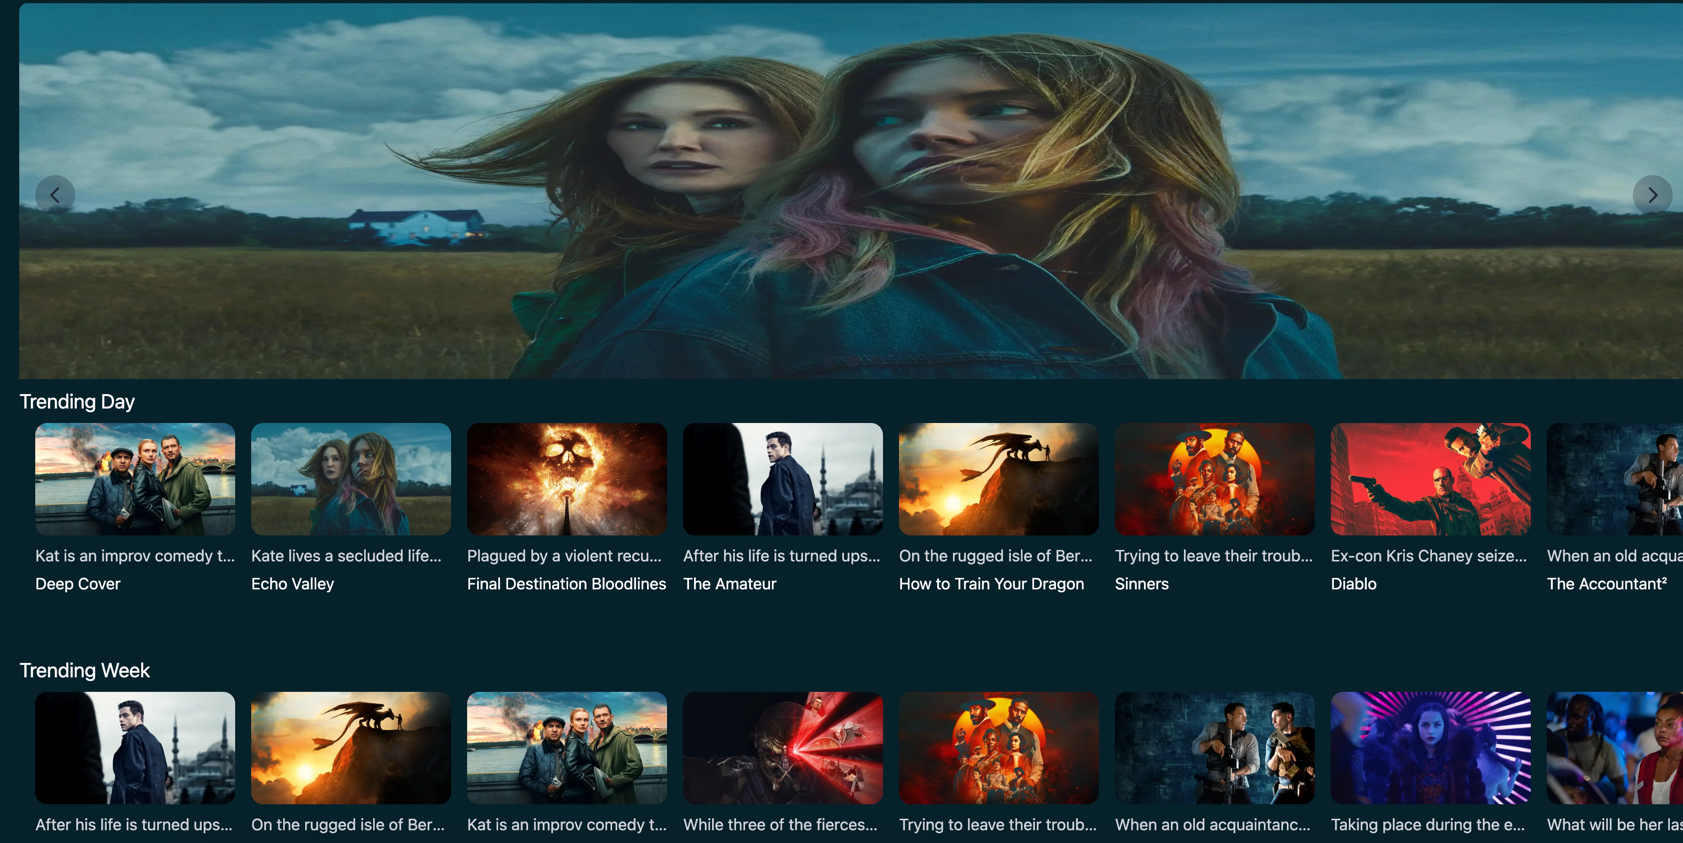 Trending Day
Kat is an improv comedy t... Kate lives a secluded life... Plagued by a violent recu... After his life is turned ups... On the rugged isle of Ber... Trying to leave their troub... Ex-con Kris Chaney seize... When an old acqua
Deep Cover Echo Valley Final Destination Bloodlines The Amateur How to Train Your Dragon Sinners Diablo The Accountant²
Trending Week
After his life is turned ups... On the rugged isle of Ber... Kat is an improv comedy t... While three of the fierces... Trying to leave their troub... When an old acquaintanc... Taking place during the e... What will be her las